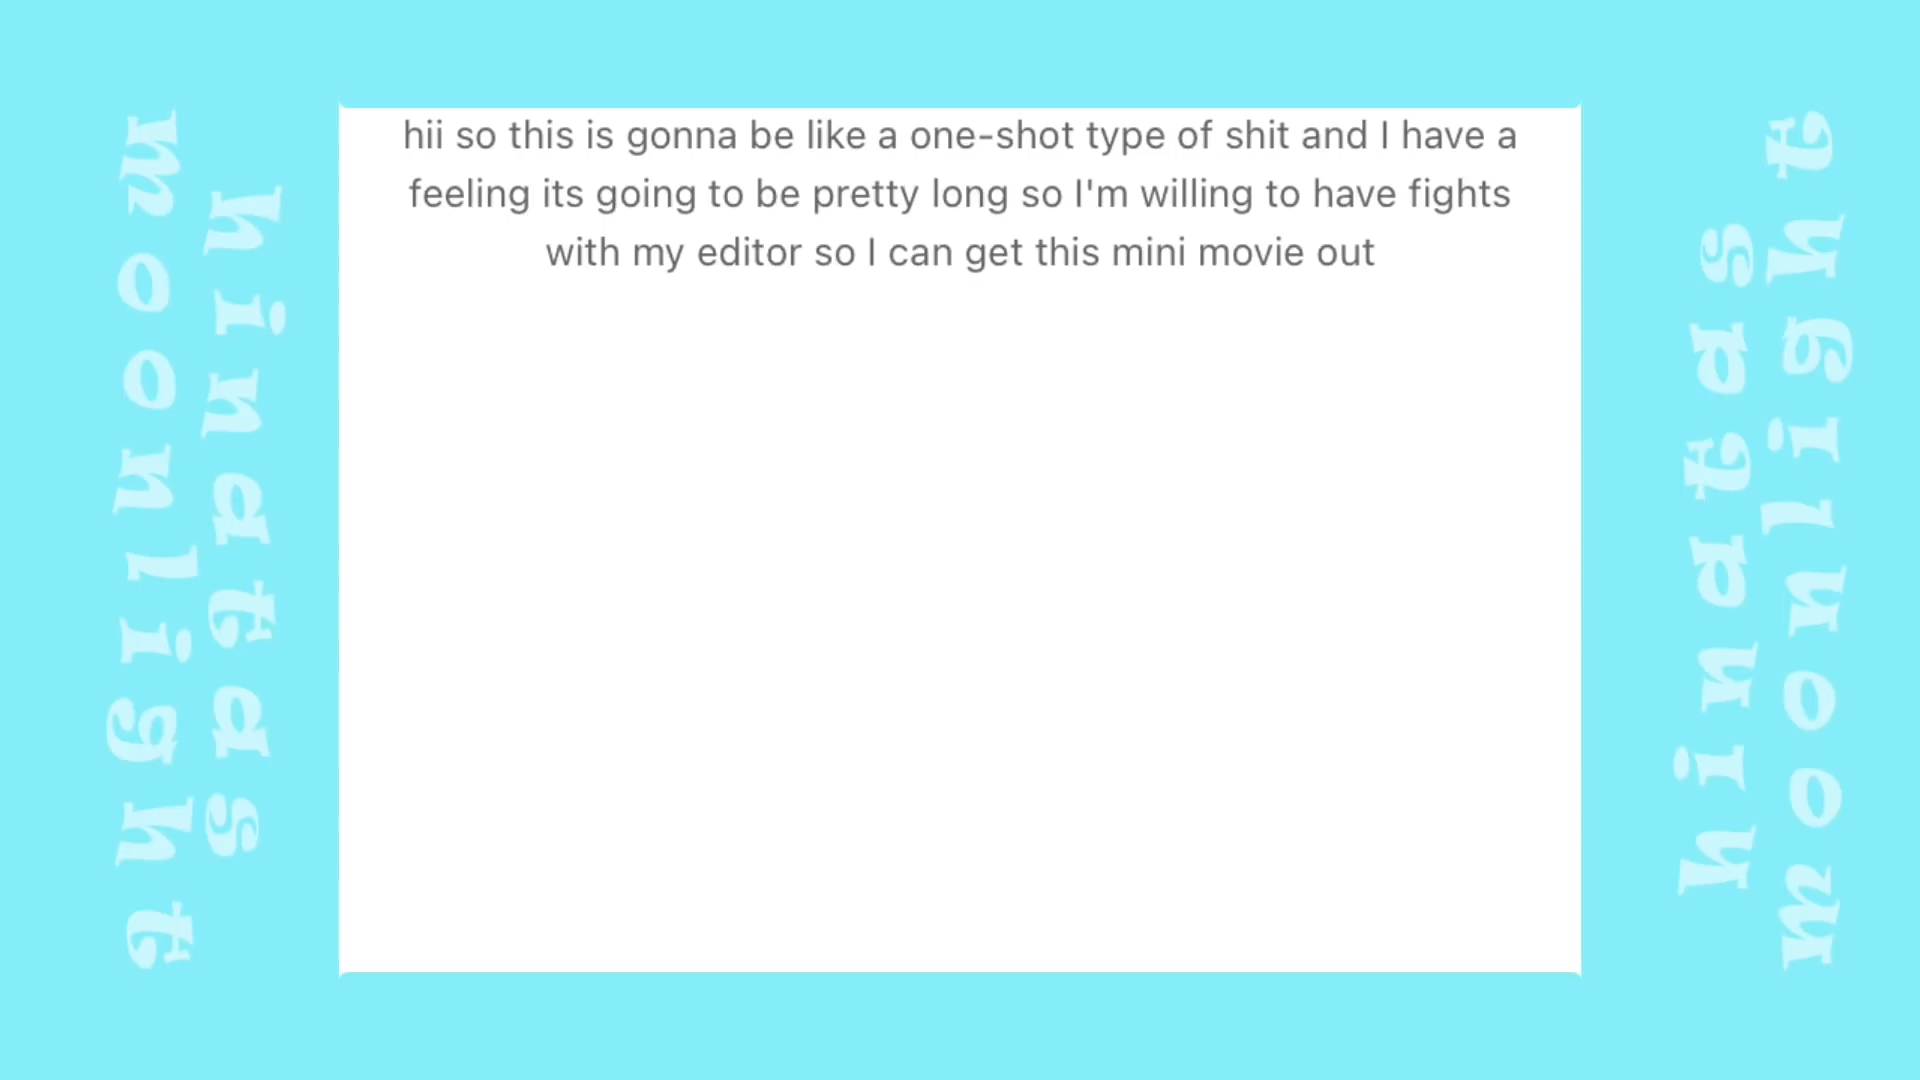 moonlight
hinatas
hii so this is gonna be like a one-shot type of shit and I have a
feeling its going to be pretty long so I'm willing to have fights
with my editor so I can get this mini movie out
hinatas
moonlight